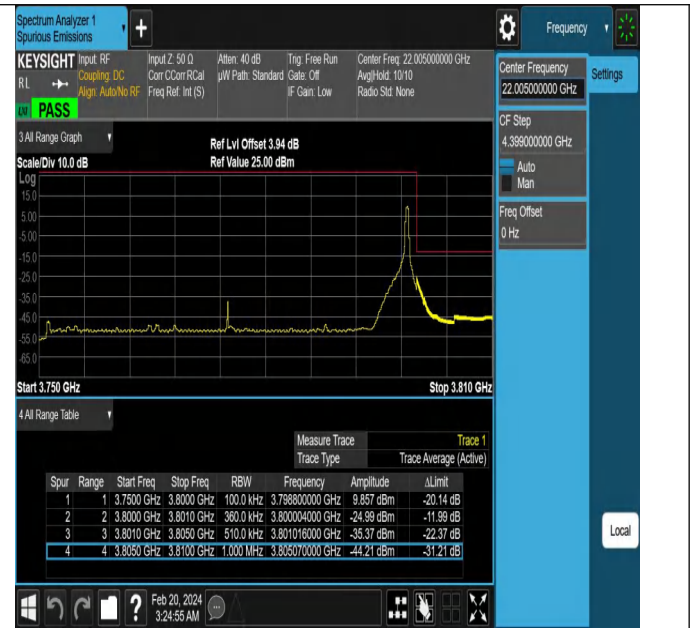 Spectrum Analyzer 1
Spurious Emissions
Frequency
KEYSIGHT
RL
Input: RF
Coupling: DC
Align: Auto/No RF
Input Z: 50 Ω
Corr CCorr RCal
Freq Ref: Int (S)
Atten: 40 dB
µW Path: Standard
Trig: Free Run
Gate: Off
IF Gain: Low
Center Freq: 22.005000000 GHz
Avg|Hold: 10/10
Radio Std: None
PASS
3 All Range Graph
Scale/Div 10.0 dB
Ref Lvl Offset 3.94 dB
Ref Value 25.00 dBm
Log
15.0
5.00
-5.00
-15.0
-25.0
-35.0
-45.0
-55.0
-65.0
Start 3.750 GHz
Stop 3.810 GHz
4 All Range Table
Measure Trace Trace 1
Trace Type Trace Average (Active)
Spur Range Start Freq Stop Freq RBW Frequency Amplitude ΔLimit
1 1 3.7500 GHz 3.8000 GHz 100.0 kHz 3.798800000 GHz 9.857 dBm -20.14 dB
2 2 3.8000 GHz 3.8010 GHz 360.0 kHz 3.800004000 GHz -24.99 dBm -11.99 dB
3 3 3.8010 GHz 3.8050 GHz 510.0 kHz 3.801016000 GHz -35.37 dBm -22.37 dB
4 4 3.8050 GHz 3.8100 GHz 1.000 MHz 3.805070000 GHz -44.21 dBm -31.21 dB
Center Frequency
22.005000000 GHz
Settings
CF Step
4.399000000 GHz
Auto
Man
Freq Offset
0 Hz
Local
Feb 20, 2024
3:24:55 AM